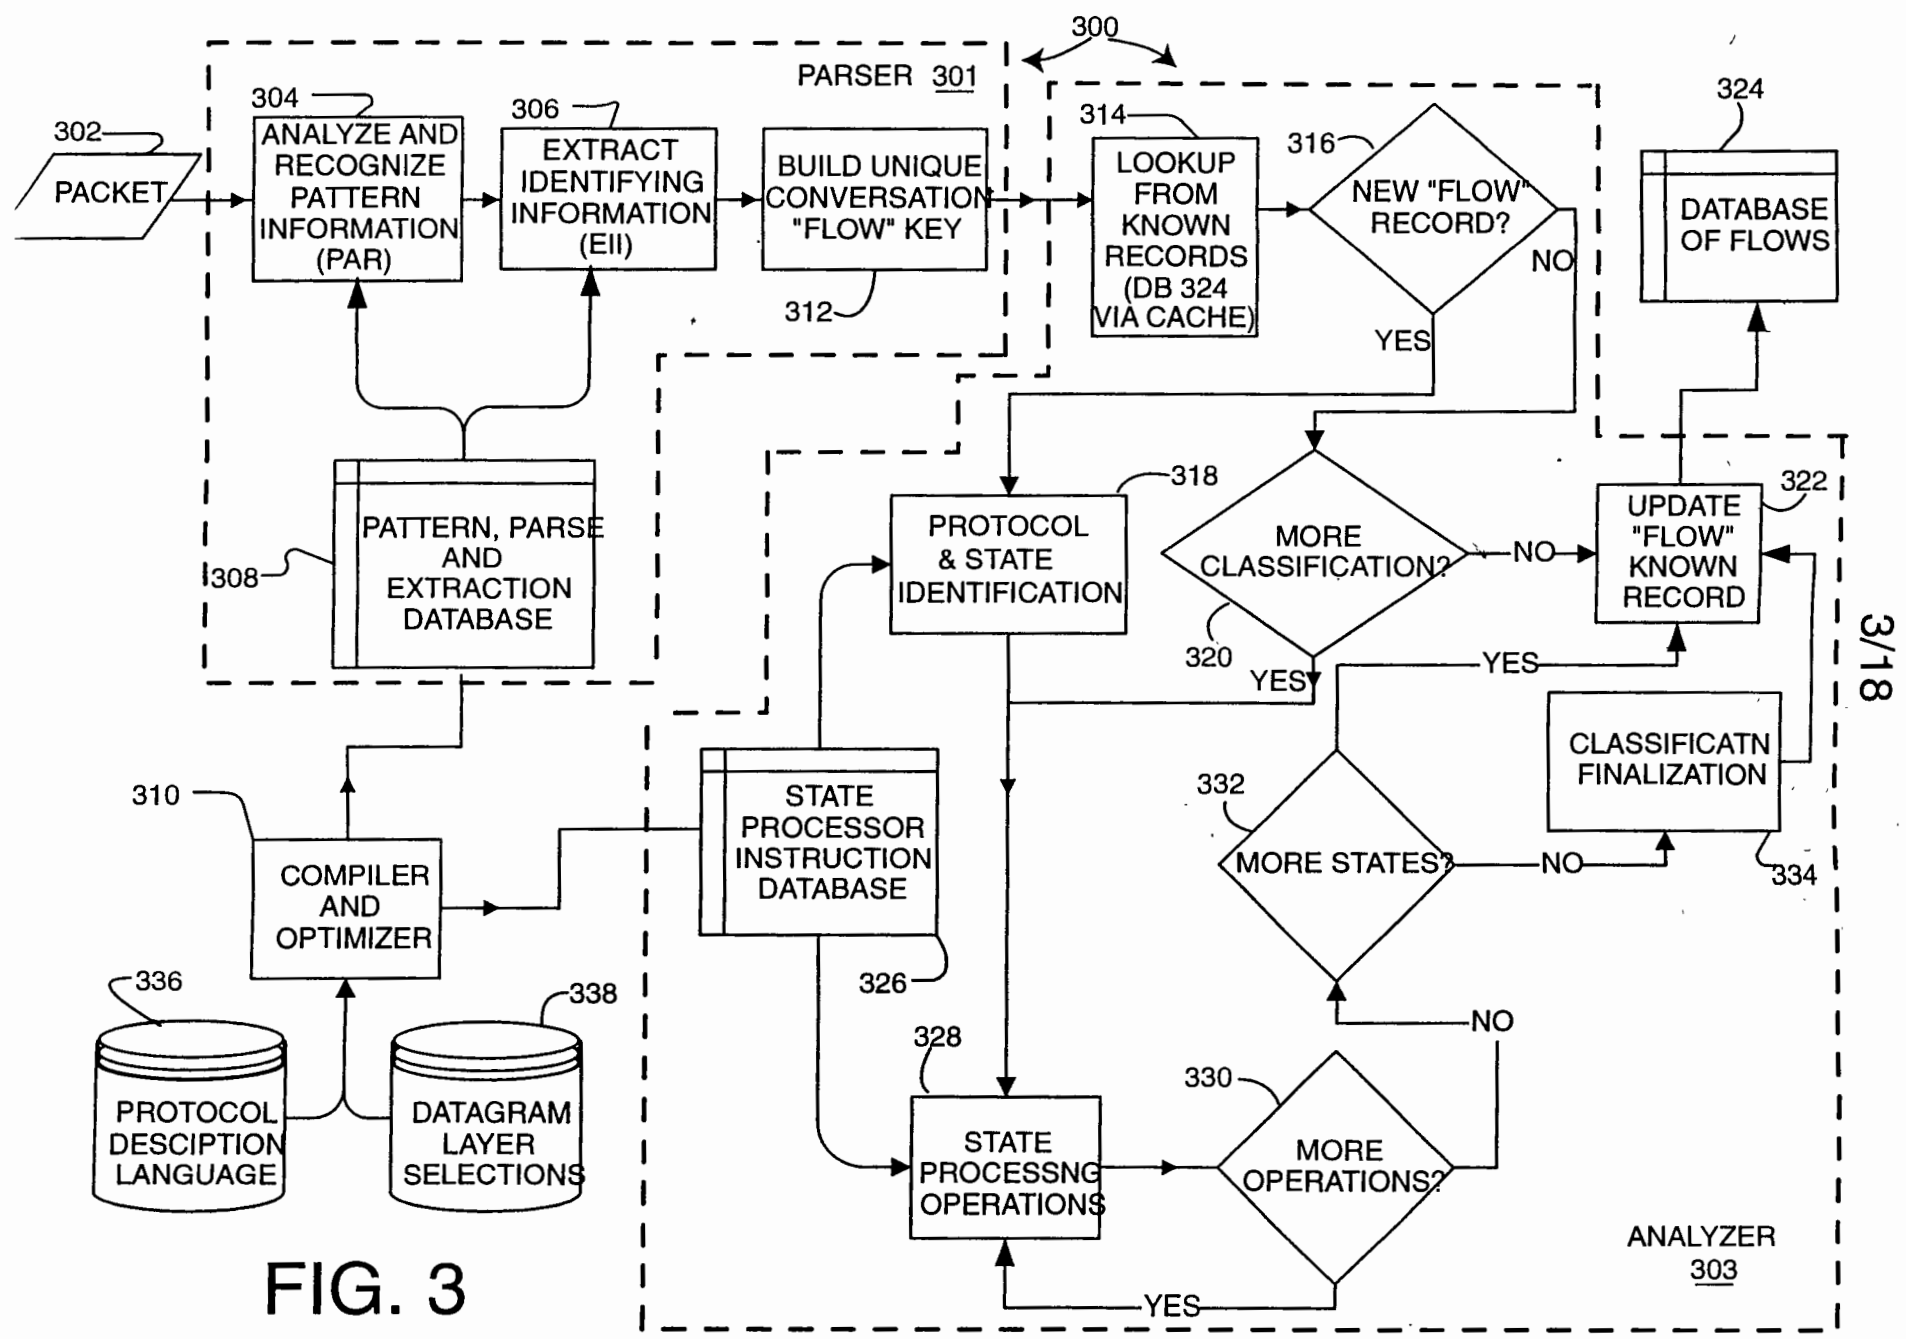 300
PARSER 301
302
PACKET
304
ANALYZE AND
RECOGNIZE
PATTERN
INFORMATION
(PAR)
306
EXTRACT
IDENTIFYING
INFORMATION
(EII)
BUILD UNIQUE
CONVERSATION
"FLOW" KEY
312
314
LOOKUP
FROM
KNOWN
RECORDS
(DB 324
VIA CACHE)
316
NEW "FLOW"
RECORD?
NO
YES
324
DATABASE
OF FLOWS
308
PATTERN, PARSE
AND
EXTRACTION
DATABASE
318
PROTOCOL
& STATE
IDENTIFICATION
MORE
CLASSIFICATION?
320
NO
YES
322
UPDATE
"FLOW"
KNOWN
RECORD
YES
3/18
CLASSIFICATN
FINALIZATION
334
332
MORE STATES?
NO
310
COMPILER
AND
OPTIMIZER
STATE
PROCESSOR
INSTRUCTION
DATABASE
326
336
PROTOCOL
DESCIPTION
LANGUAGE
338
DATAGRAM
LAYER
SELECTIONS
328
STATE
PROCESSNG
OPERATIONS
330
MORE
OPERATIONS?
NO
YES
ANALYZER
303
FIG. 3